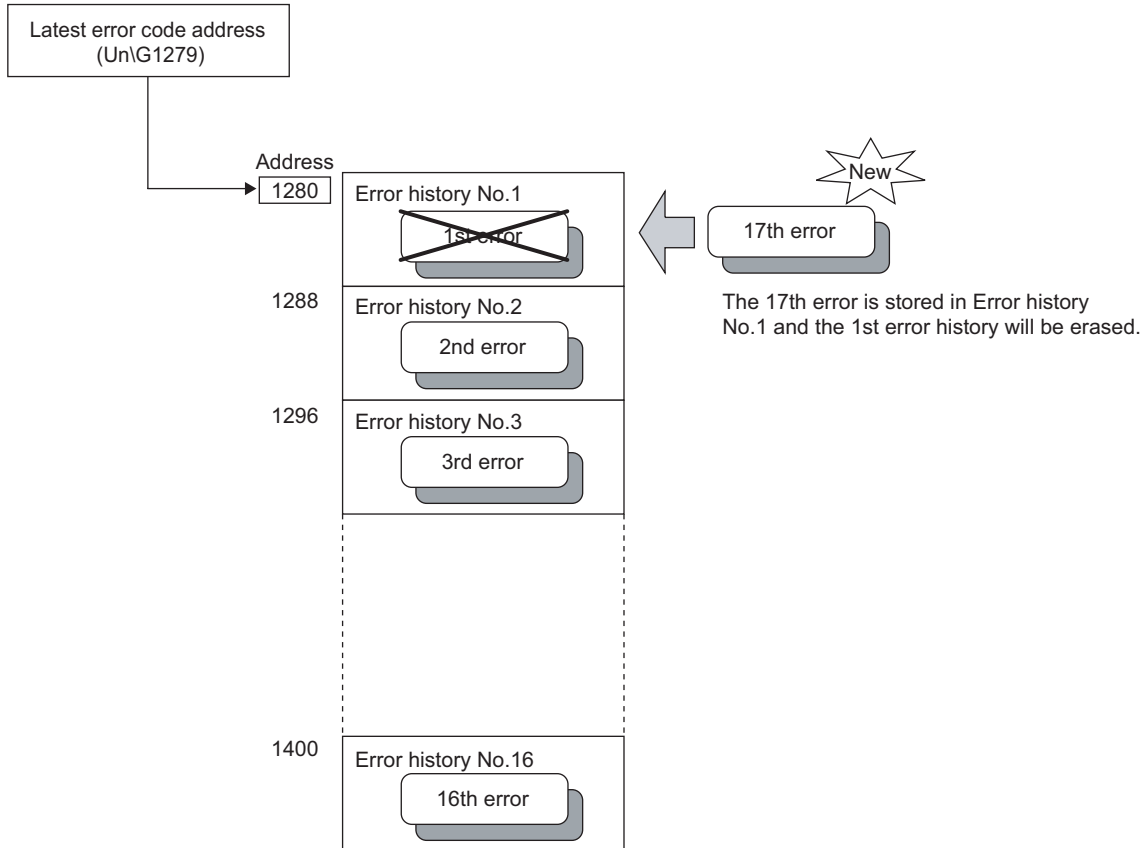 Latest error code address
(Un\G1279)
Address
1280
Error history No.1
1st error
New
17th error
The 17th error is stored in Error history
No.1 and the 1st error history will be erased.
1288
Error history No.2
2nd error
1296
Error history No.3
3rd error
1400
Error history No.16
16th error